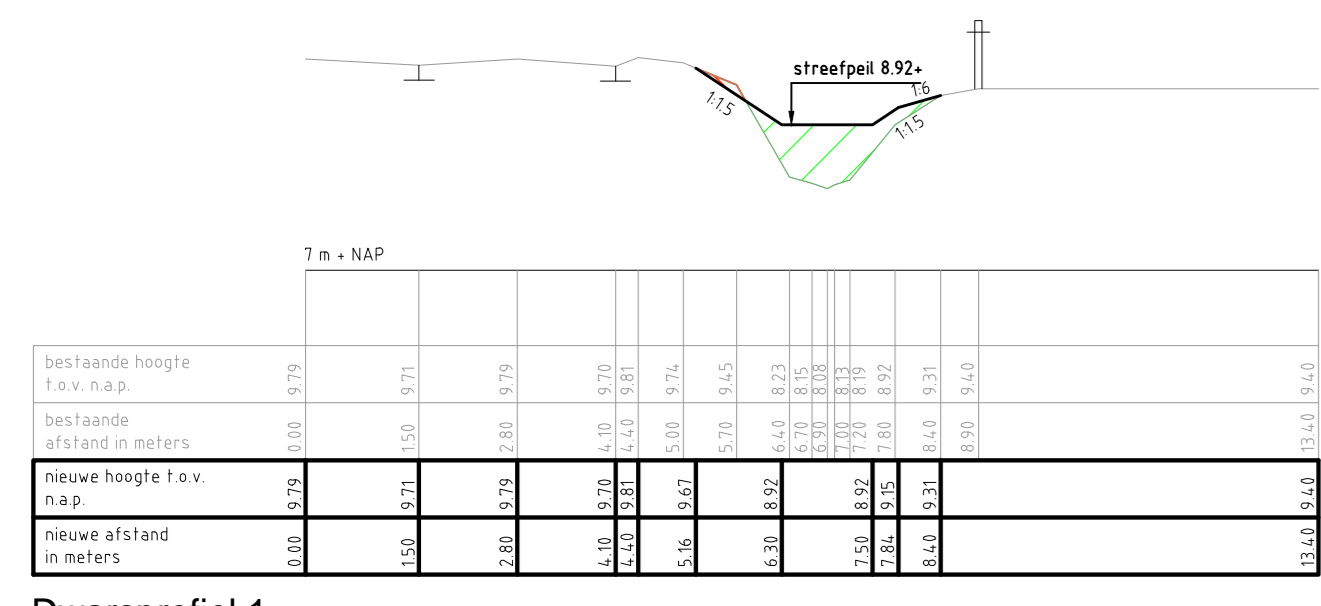 streefpeil 8.92+
1:6
1:1.5
1:1.5
7 m + NAP
bestaande hoogte
t.o.v. n.a.p.
9.79 9.71 9.79 9.70 9.81 9.74 9.45 8.23 8.15 8.08 8.13 8.19 8.92 9.31 9.40 9.40
bestaande
afstand in meters
0.00 1.50 2.80 4.10 4.40 5.00 5.70 6.40 6.70 6.90 7.00 7.20 7.80 8.40 8.90 13.40
nieuwe hoogte t.o.v.
n.a.p.
9.79 9.71 9.79 9.70 9.81 9.67 8.92 8.92 9.15 9.31 9.40
nieuwe afstand
in meters
0.00 1.50 2.80 4.10 4.40 5.16 6.30 7.50 7.84 8.40 13.40
Dwarsprofiel 1